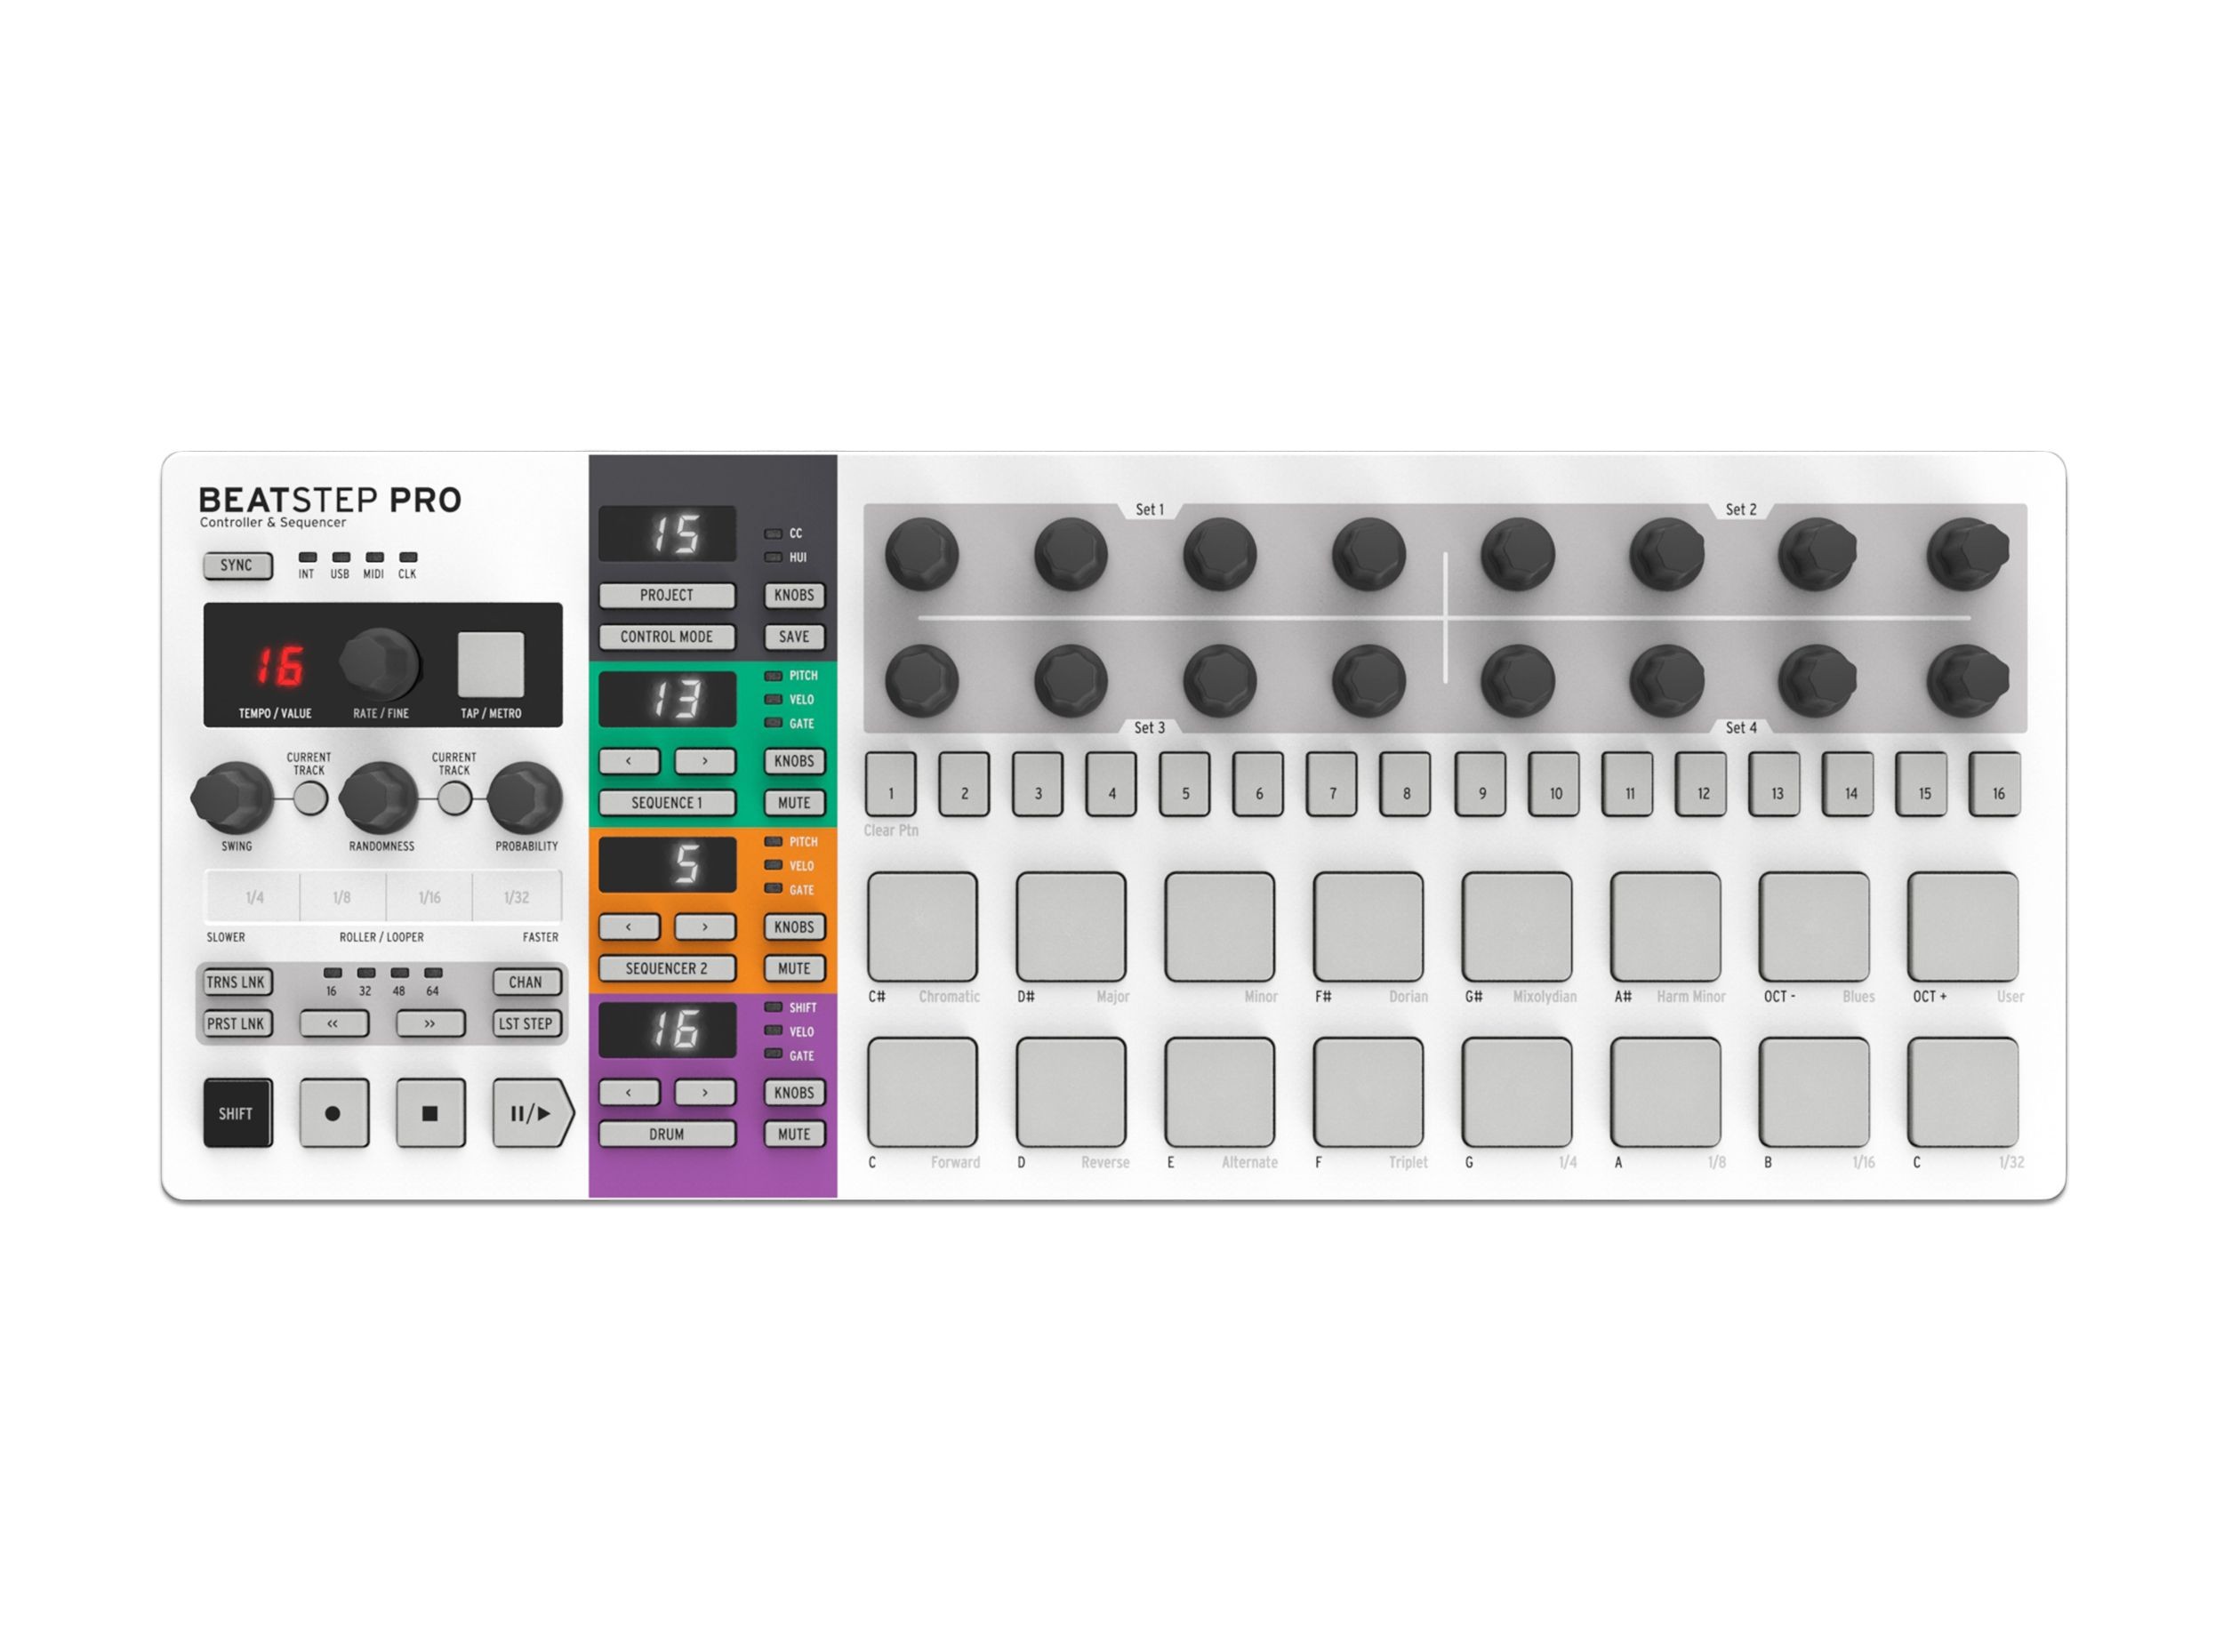 BEATSTEP PRO
Controller & Sequencer
SYNC
INT USB MIDI CLK
16
TEMPO / VALUE RATE / FINE TAP / METRO
CURRENT TRACK CURRENT TRACK
SWING RANDOMNESS PROBABILITY
1/4 1/8 1/16 1/32
SLOWER ROLLER / LOOPER FASTER
TRNS LNK 16 32 48 64 CHAN
PRST LNK << >> LST STEP
SHIFT
15 CC
HUI
PROJECT KNOBS
CONTROL MODE SAVE
13 PITCH
VELO
GATE
< > KNOBS
SEQUENCE 1 MUTE
5 PITCH
VELO
GATE
< > KNOBS
SEQUENCER 2 MUTE
16 SHIFT
VELO
GATE
< > KNOBS
DRUM MUTE
Set 1 Set 2
Set 3 Set 4
1 2 3 4 5 6 7 8 9 10 11 12 13 14 15 16
Clear Ptn
C# Chromatic D# Major Minor F# Dorian G# Mixolydian A# Harm Minor OCT - Blues OCT + User
C Forward D Reverse E Alternate F Triplet G 1/4 A 1/8 B 1/16 C 1/32